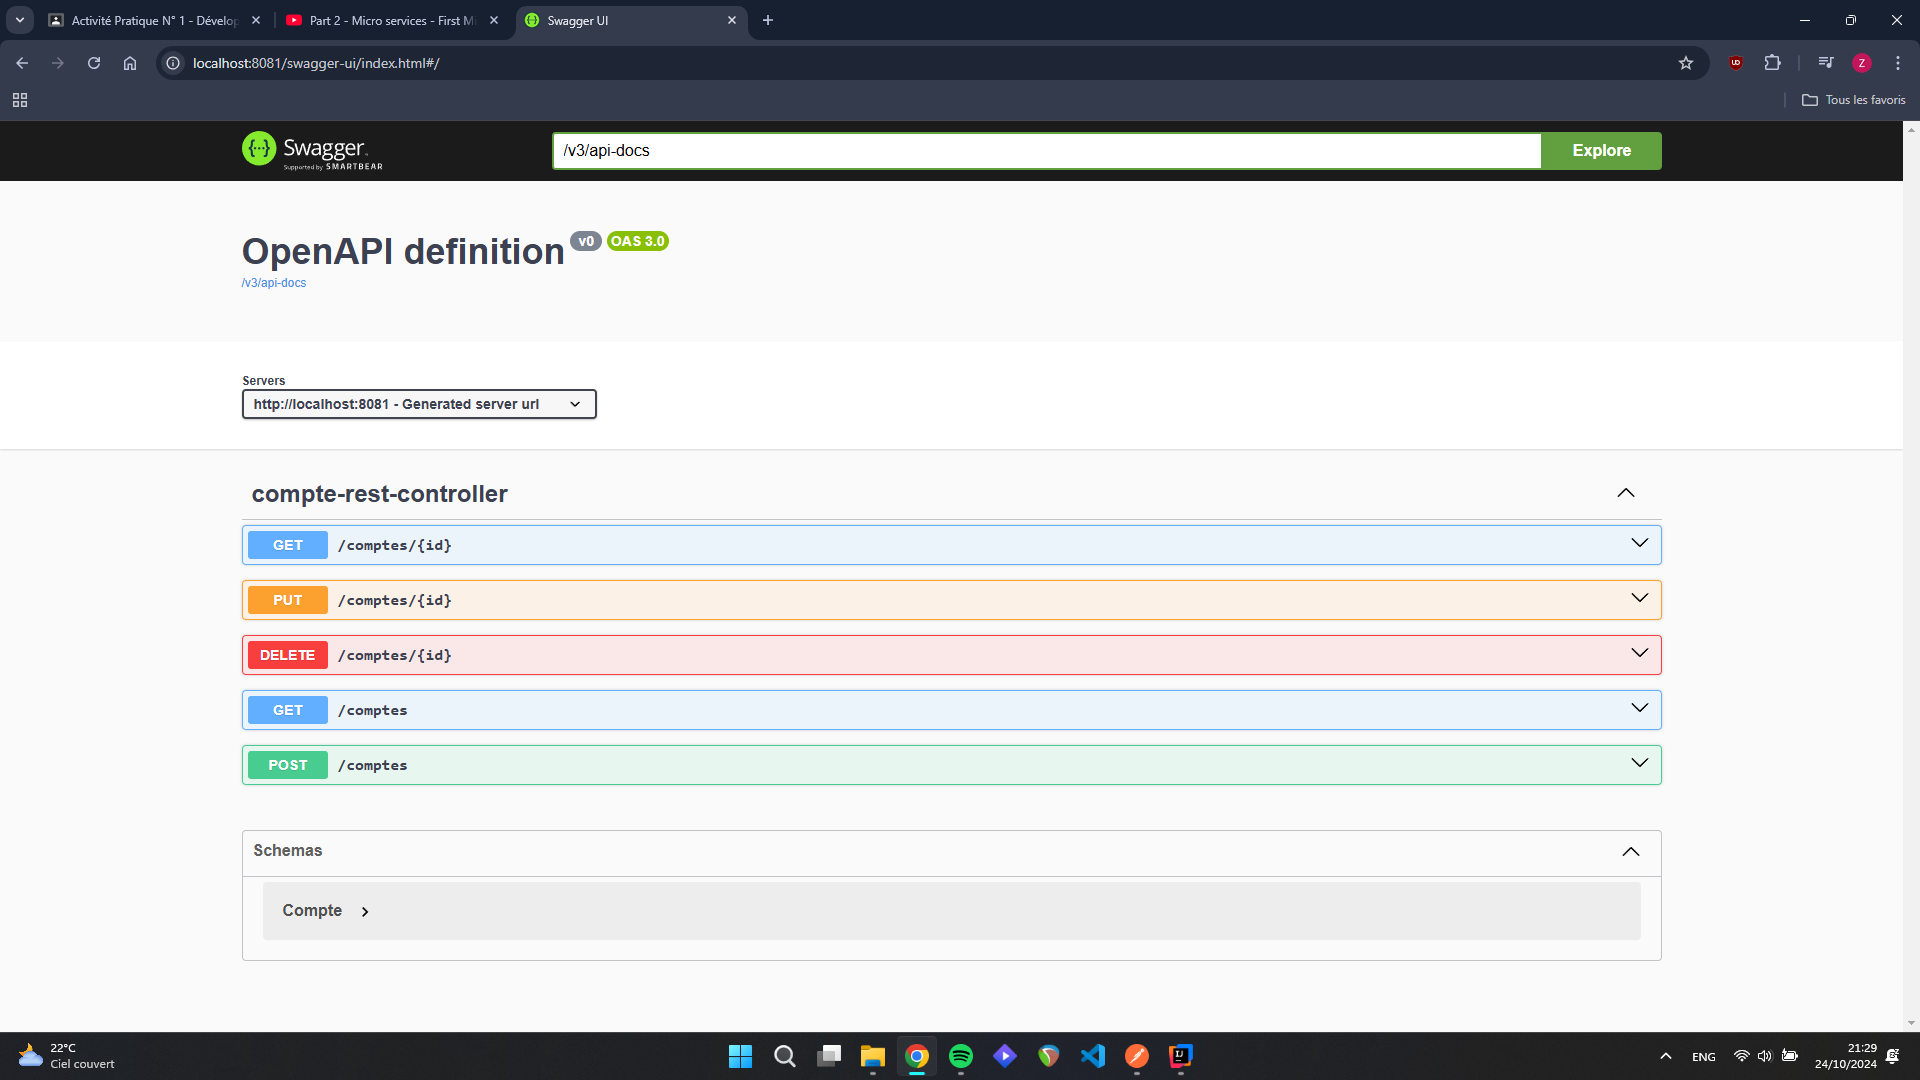 Activité Pratique N° 1 - Dévelop
Part 2 - Micro services - First Mi
Swagger UI
localhost:8081/swagger-ui/index.html#/
Z
Tous les favoris
{...} Swagger.
Supported by SMARTBEAR
/v3/api-docs
Explore
OpenAPI definition v0 OAS 3.0
/v3/api-docs
Servers
http://localhost:8081 - Generated server url
compte-rest-controller
GET /comptes/{id}
PUT /comptes/{id}
DELETE /comptes/{id}
GET /comptes
POST /comptes
Schemas
Compte
22°C
Ciel couvert
IJ
ENG
21:29
24/10/2024